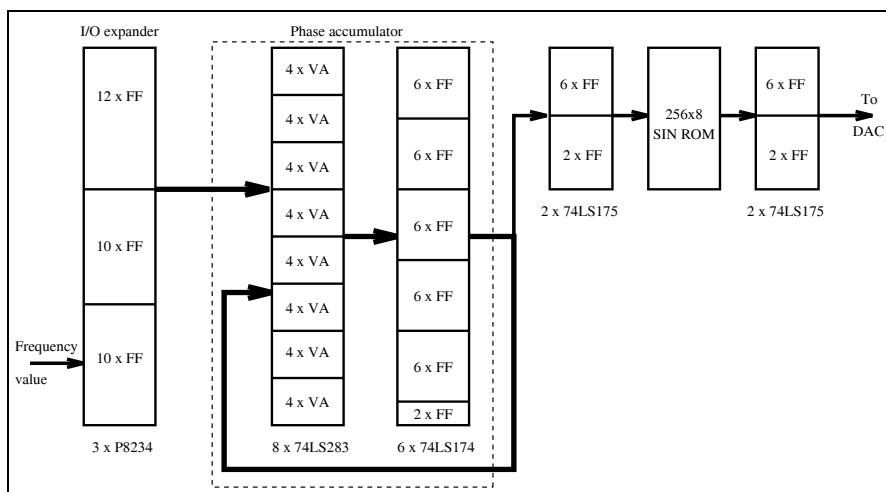 I/O expander
12 x FF
10 x FF
10 x FF
Frequency
value
3 x P8234
Phase accumulator
4 x VA
4 x VA
4 x VA
4 x VA
4 x VA
4 x VA
4 x VA
4 x VA
8 x 74LS283
6 x FF
6 x FF
6 x FF
6 x FF
6 x FF
2 x FF
6 x 74LS174
6 x FF
2 x FF
2 x 74LS175
256x8
SIN ROM
6 x FF
2 x FF
2 x 74LS175
To
DAC